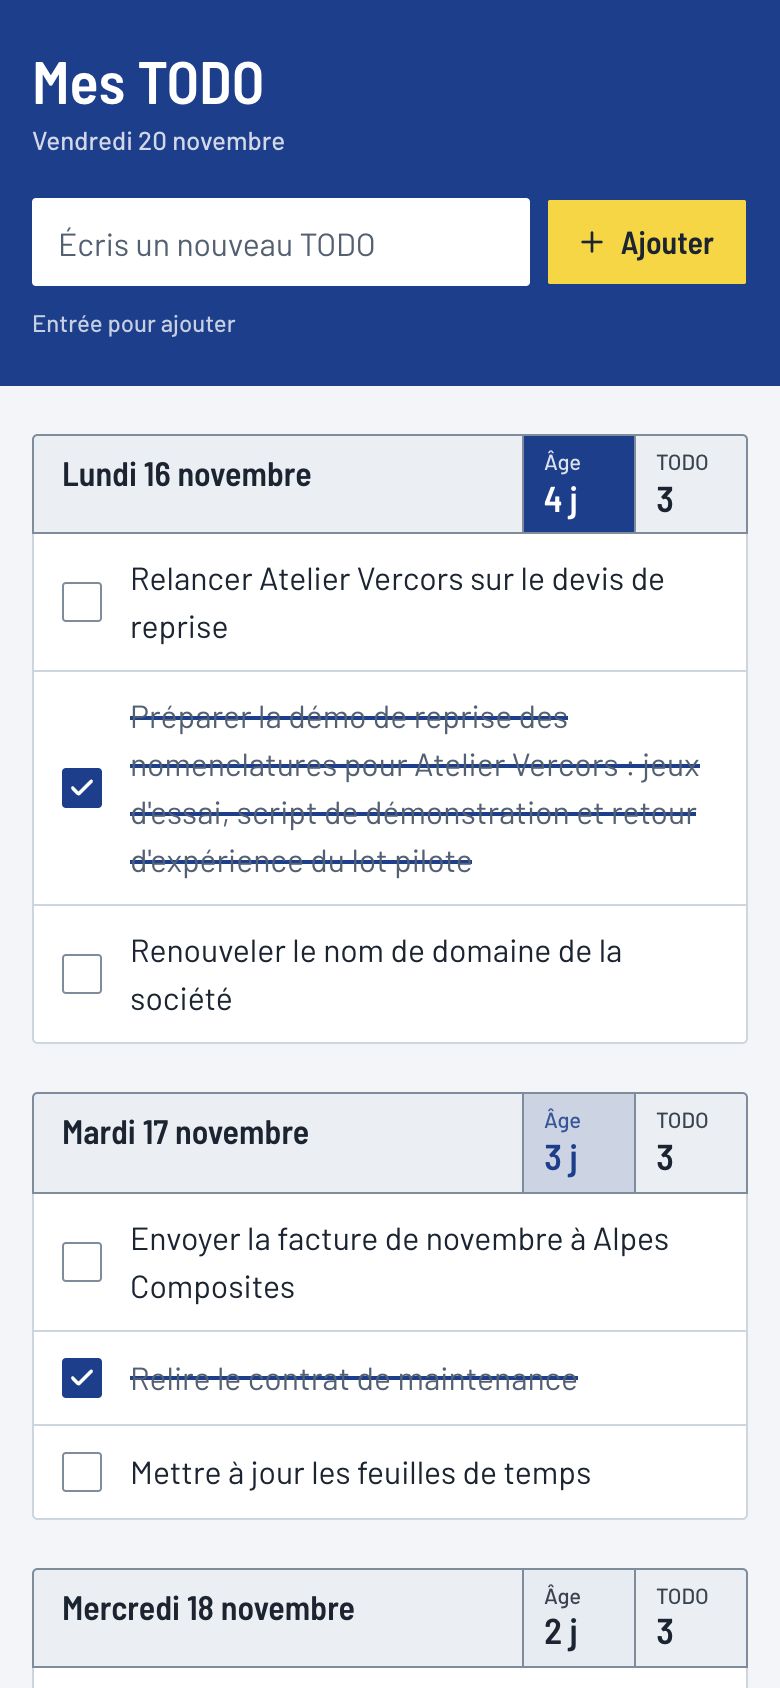 Mes TODO
Vendredi 20 novembre
Écris un nouveau TODO
+ Ajouter
Entrée pour ajouter
Lundi 16 novembre
Âge
4 j
TODO
3
Relancer Atelier Vercors sur le devis de
reprise
Préparer la démo de reprise des
nomenclatures pour Atelier Vercors : jeux
d'essai, script de démonstration et retour
d'expérience du lot pilote
Renouveler le nom de domaine de la
société
Mardi 17 novembre
Âge
3 j
TODO
3
Envoyer la facture de novembre à Alpes
Composites
Relire le contrat de maintenance
Mettre à jour les feuilles de temps
Mercredi 18 novembre
Âge
2 j
TODO
3